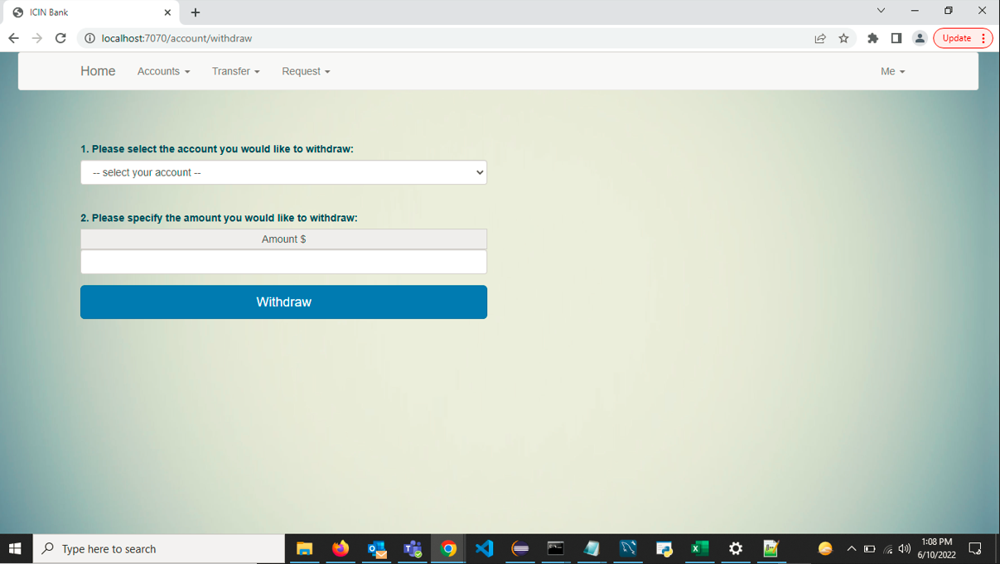 ICIN Bank
localhost:7070/account/withdraw
Update
Home Accounts Transfer Request Me
1. Please select the account you would like to withdraw:
-- select your account --
2. Please specify the amount you would like to withdraw:
Amount $
Withdraw
Type here to search
1:08 PM
6/10/2022